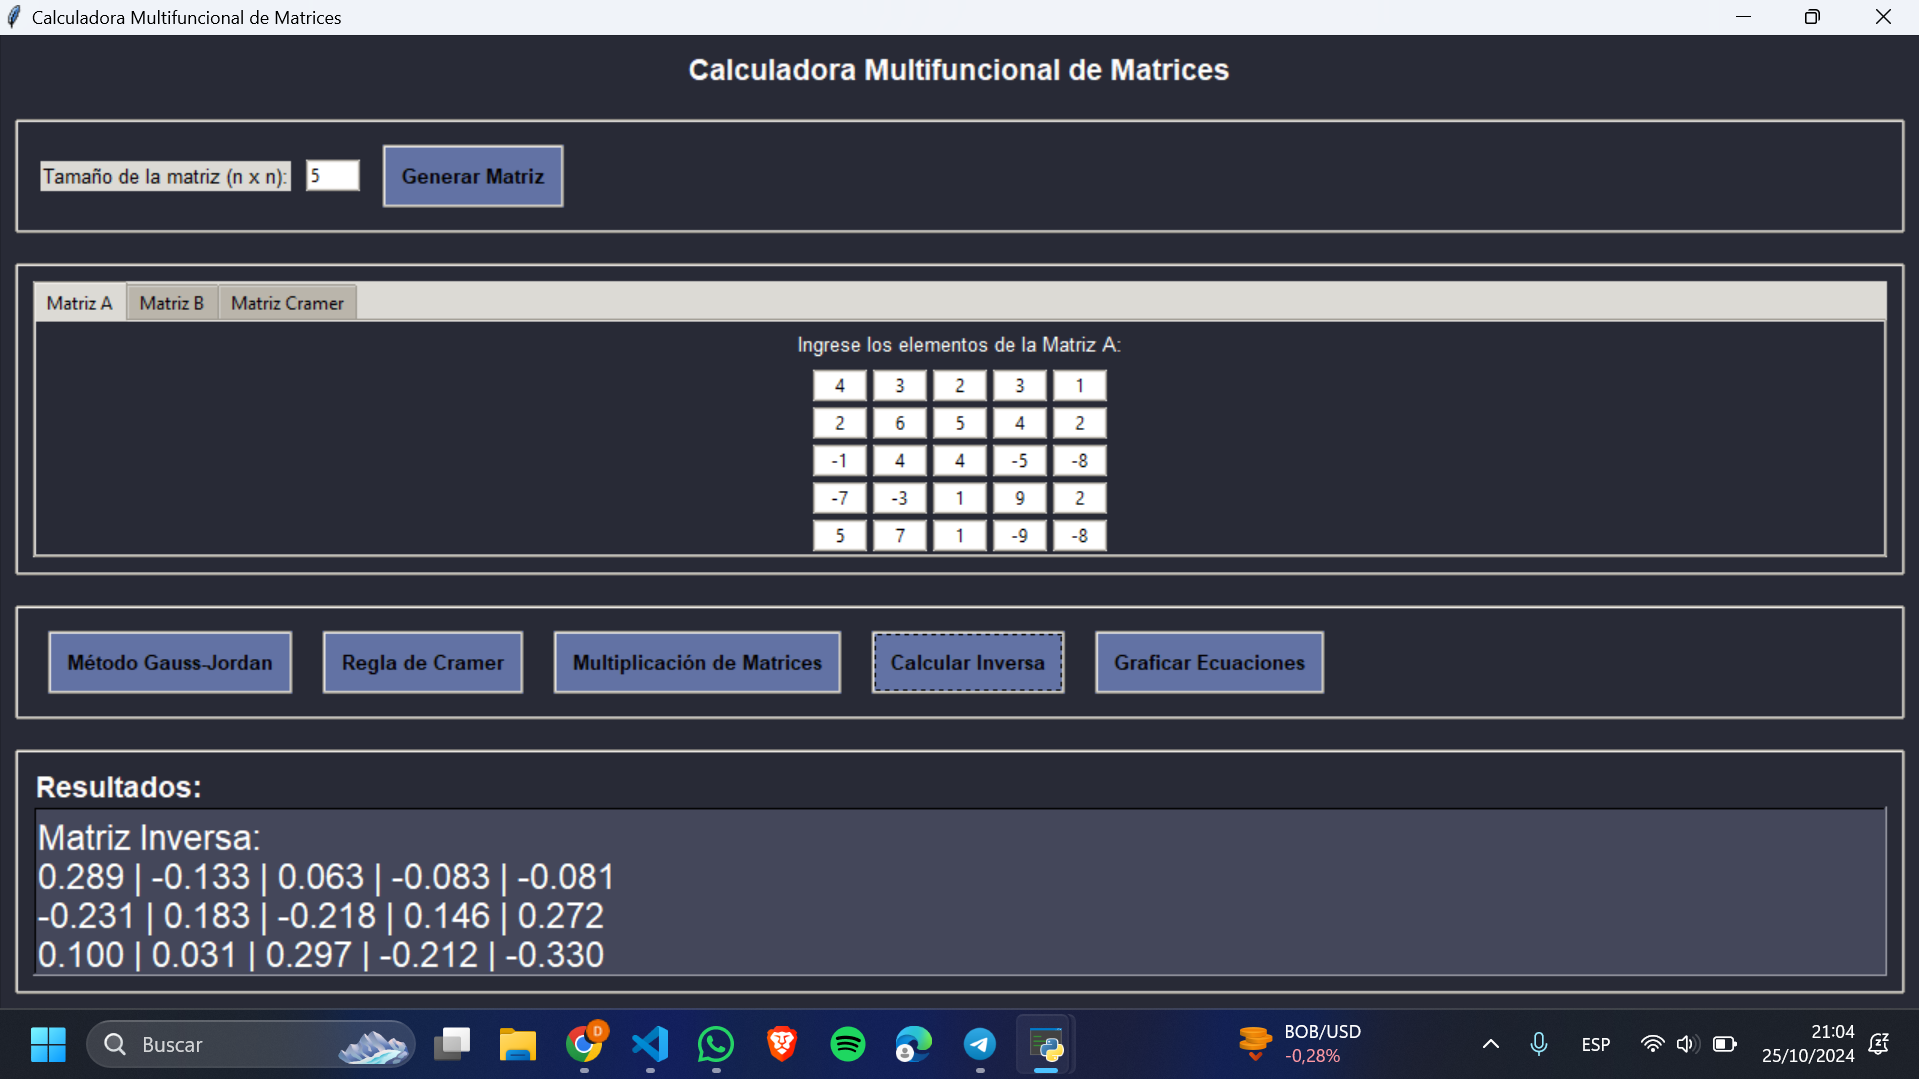 Calculadora Multifuncional de Matrices
Calculadora Multifuncional de Matrices
Tamaño de la matriz (n x n): 5 Generar Matriz
Matriz A Matriz B Matriz Cramer
Ingrese los elementos de la Matriz A:
4 3 2 3 1
2 6 5 4 2
-1 4 4 -5 -8
-7 -3 1 9 2
5 7 1 -9 -8
Método Gauss-Jordan Regla de Cramer Multiplicación de Matrices Calcular Inversa Graficar Ecuaciones
Resultados:
Matriz Inversa:
0.289 | -0.133 | 0.063 | -0.083 | -0.081
-0.231 | 0.183 | -0.218 | 0.146 | 0.272
0.100 | 0.031 | 0.297 | -0.212 | -0.330
Buscar
D
BOB/USD
-0,28%
ESP
21:04
25/10/2024